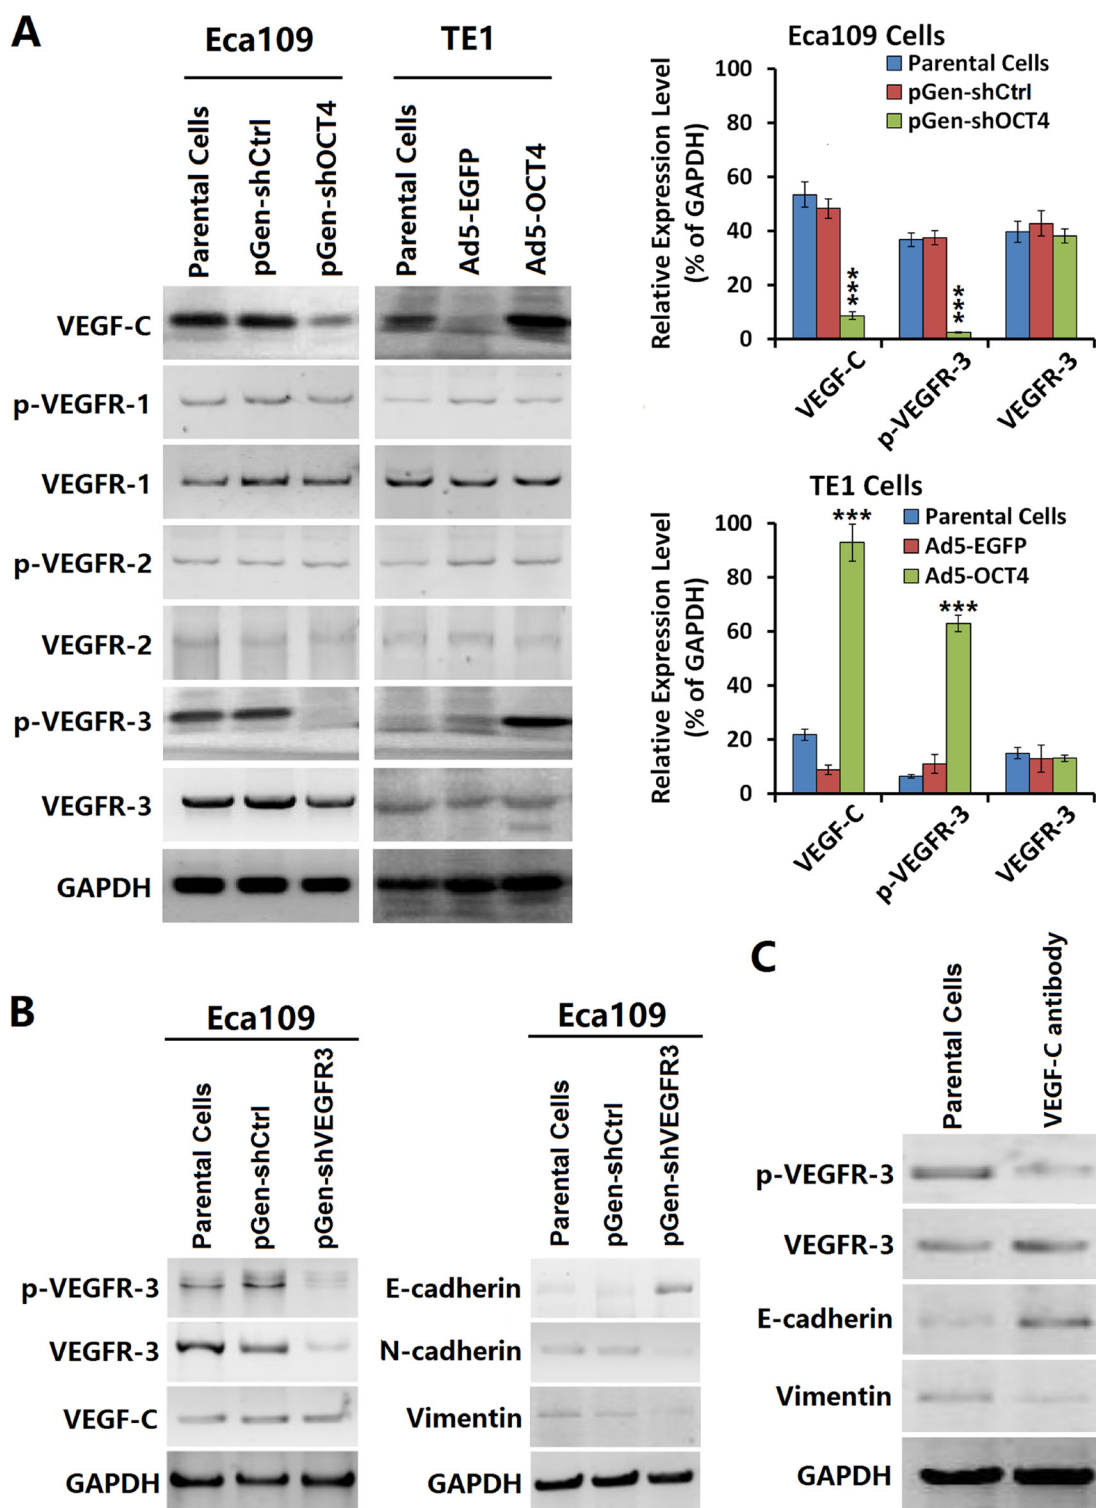 A
Eca109
TE1
Parental Cells
pGen-shCtrl
pGen-shOCT4
Parental Cells
Ad5-EGFP
Ad5-OCT4
VEGF-C
p-VEGFR-1
VEGFR-1
p-VEGFR-2
VEGFR-2
p-VEGFR-3
VEGFR-3
GAPDH
Eca109 Cells
Parental Cells
pGen-shCtrl
pGen-shOCT4
Relative Expression Level
(% of GAPDH)
100
80
60
40
20
0
***
***
VEGF-C
p-VEGFR-3
VEGFR-3
TE1 Cells
Parental Cells
Ad5-EGFP
Ad5-OCT4
Relative Expression Level
(% of GAPDH)
100
80
60
40
20
0
***
***
VEGF-C
p-VEGFR-3
VEGFR-3
B
Eca109
Parental Cells
pGen-shCtrl
pGen-shVEGFR3
p-VEGFR-3
VEGFR-3
VEGF-C
GAPDH
Eca109
Parental Cells
pGen-shCtrl
pGen-shVEGFR3
E-cadherin
N-cadherin
Vimentin
GAPDH
C
Parental Cells
VEGF-C antibody
p-VEGFR-3
VEGFR-3
E-cadherin
Vimentin
GAPDH